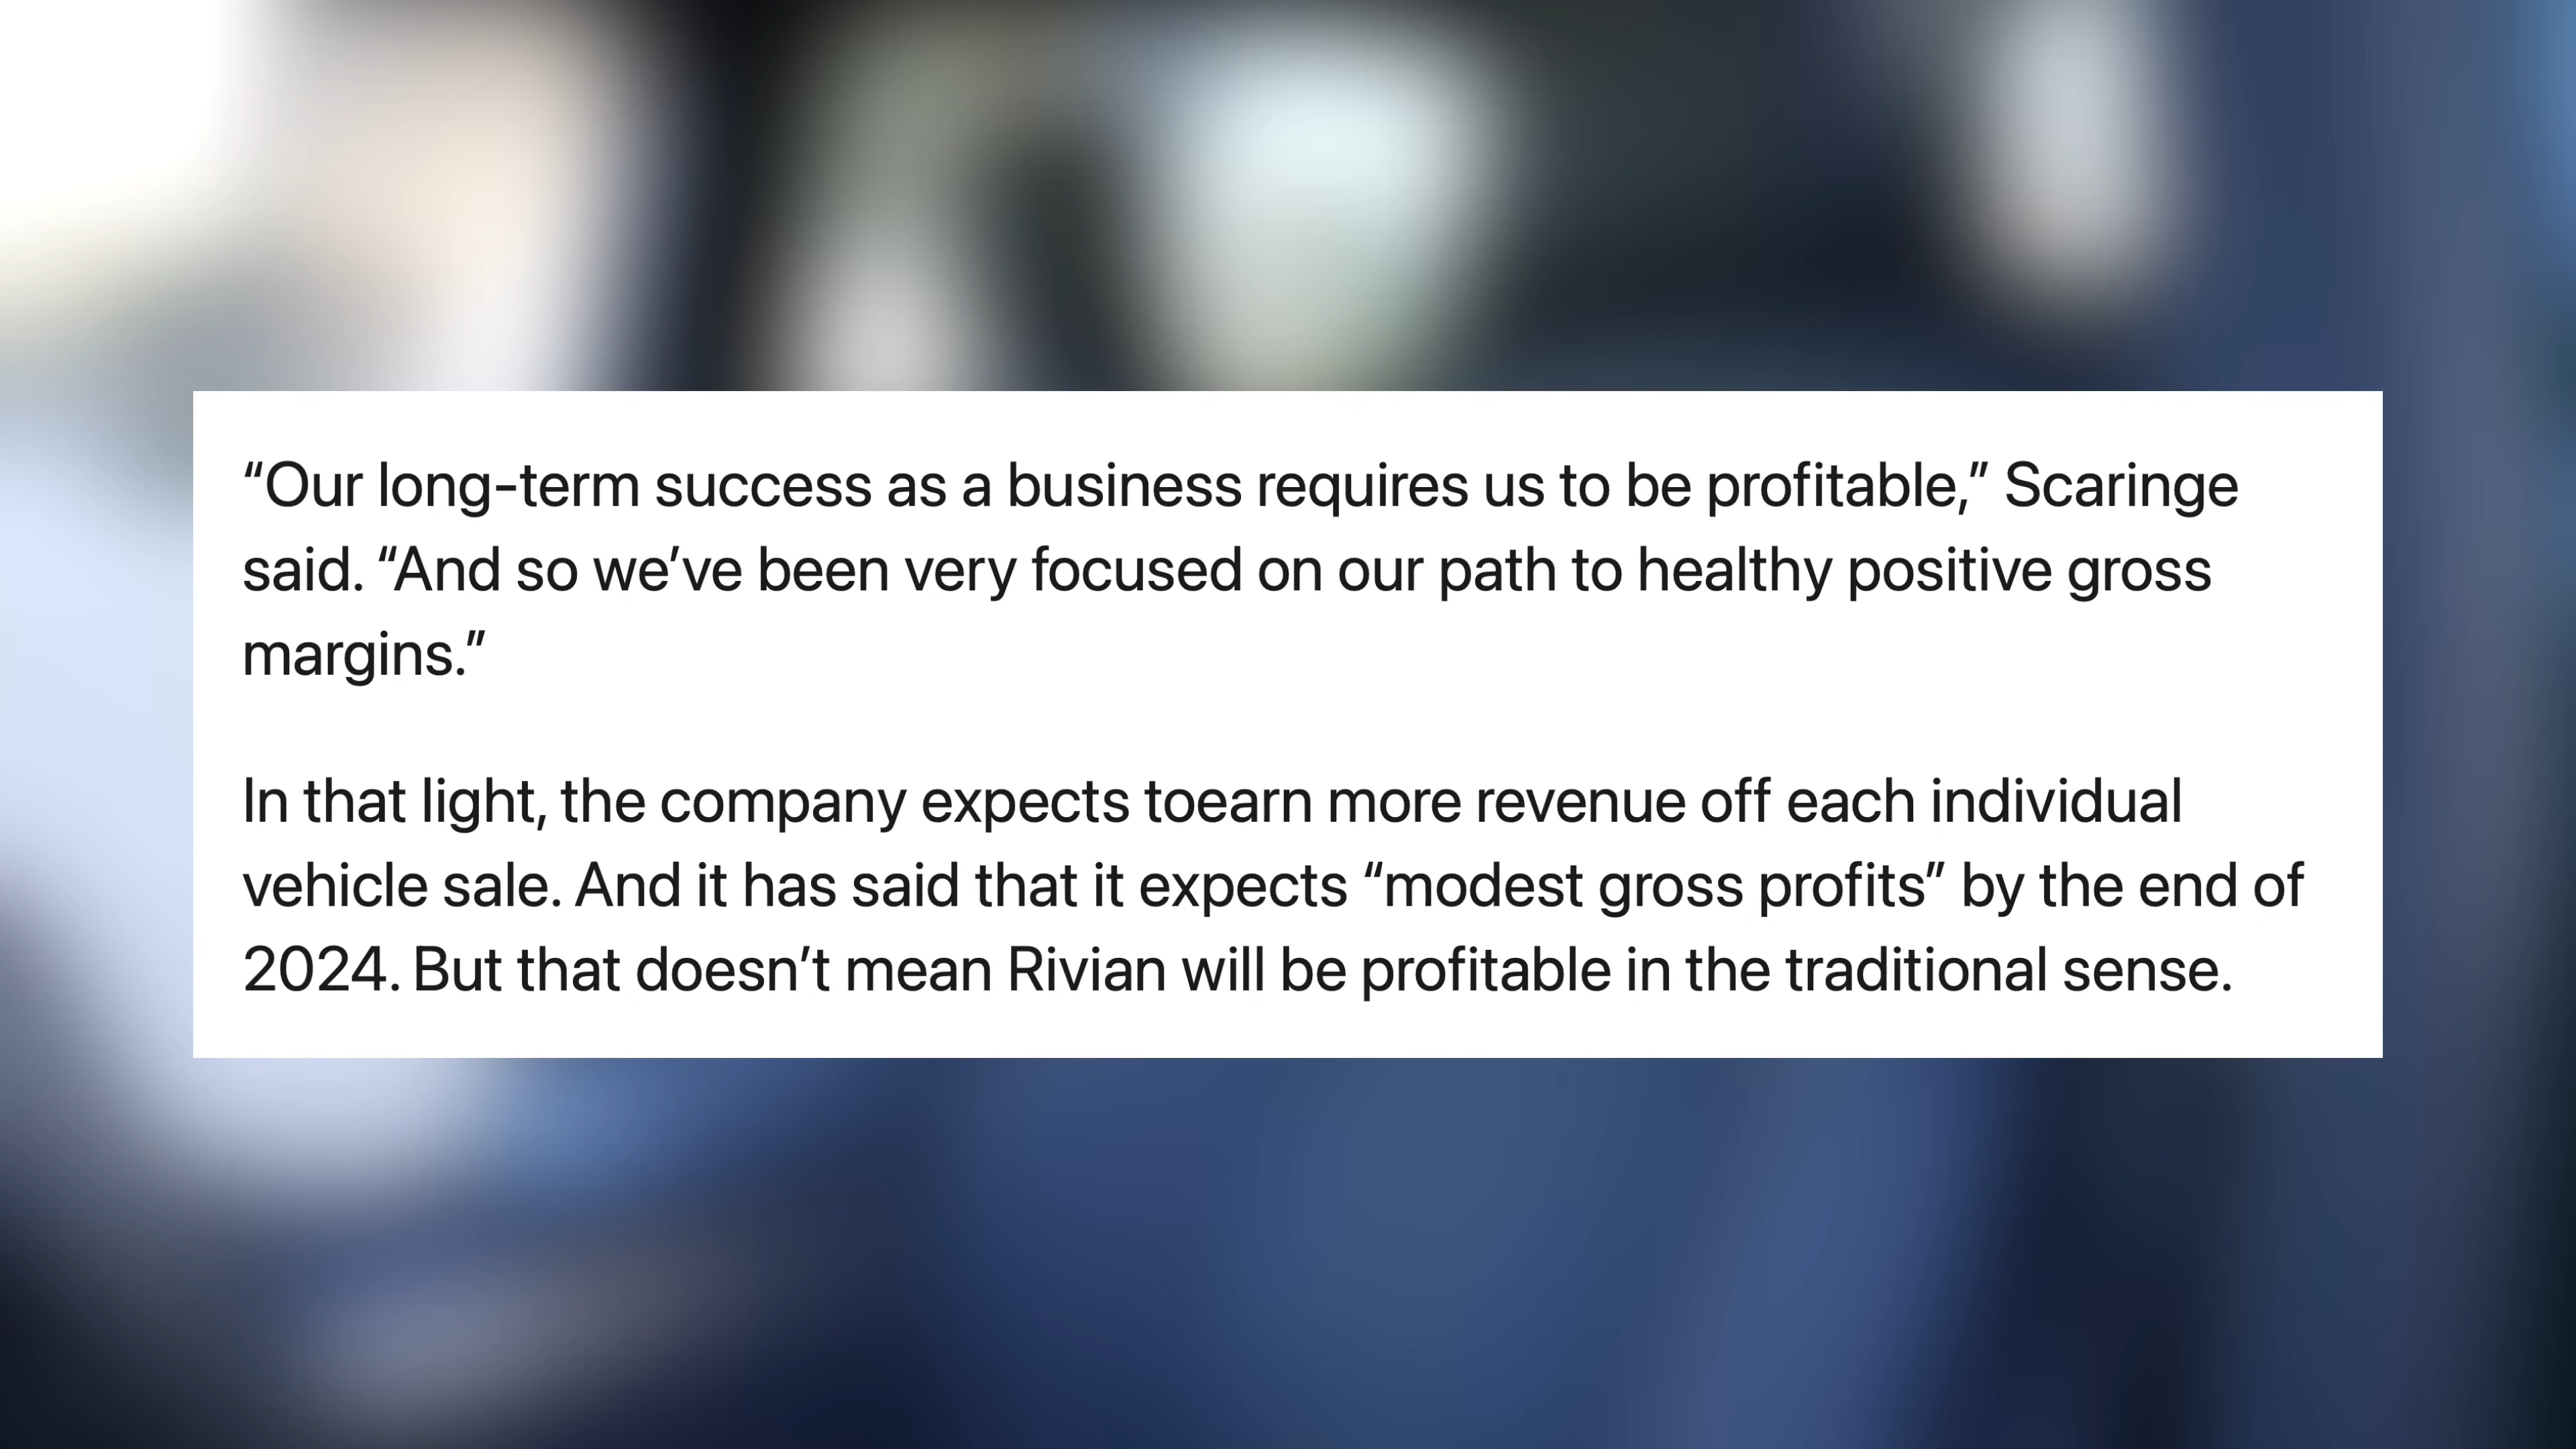 “Our long-term success as a business requires us to be profitable,” Scaringe
said. “And so we’ve been very focused on our path to healthy positive gross
margins.”
In that light, the company expects toearn more revenue off each individual
vehicle sale. And it has said that it expects “modest gross profits” by the end of
2024. But that doesn’t mean Rivian will be profitable in the traditional sense.